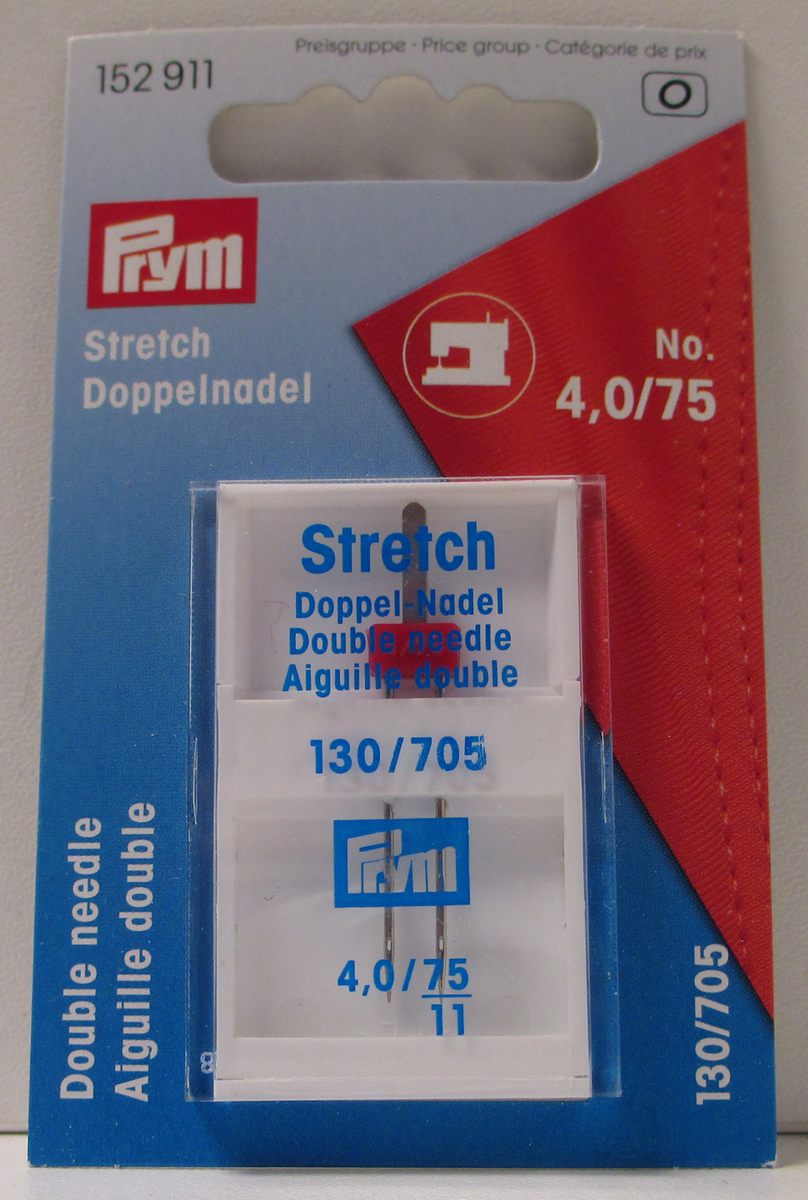 Preisgruppe · Price group · Catégorie de prix
152 911
O
Prym
Stretch
Doppelnadel
No.
4,0/75
Stretch
Doppel-Nadel
Double needle
Aiguille double
130/705
Prym
4,0/75
11
Double needle
Aiguille double
130/705
8